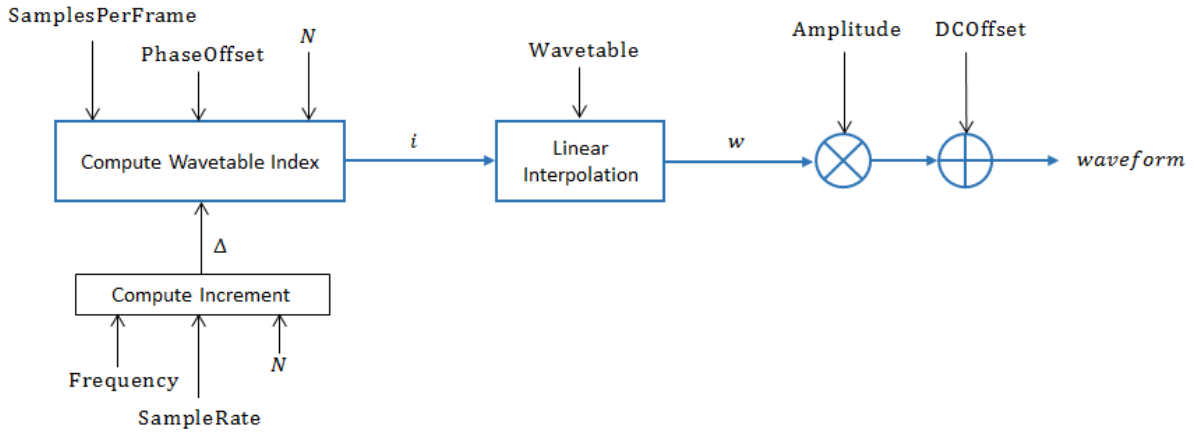 SamplesPerFrame
PhaseOffset
N
Wavetable
Amplitude
DCOffset
Compute Wavetable Index
i
Linear
Interpolation
w
waveform
Δ
Compute Increment
Frequency
N
SampleRate